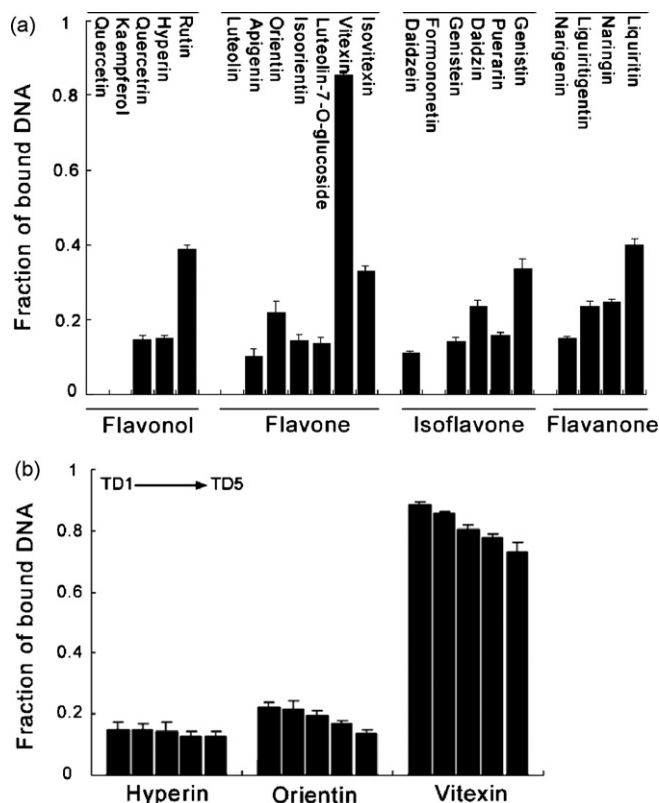 (a)
Quercetin
Kaempferol
Quercetrin
Hyperin
Rutin
Luteolin
Apigenin
Orientin
Isoorientin
Luteolin-7-O-glucoside
Vitexin
Isovitexin
Daidzein
Formononetin
Genistein
Daidzin
Puerarin
Genistin
Narigenin
Liguiritigentin
Naringin
Liquiritin
Fraction of bound DNA
1
0.8
0.6
0.4
0.2
0
Flavonol
Flavone
Isoflavone
Flavanone
(b)
TD1 TD5
Fraction of bound DNA
1
0.8
0.6
0.4
0.2
0
Hyperin
Orientin
Vitexin